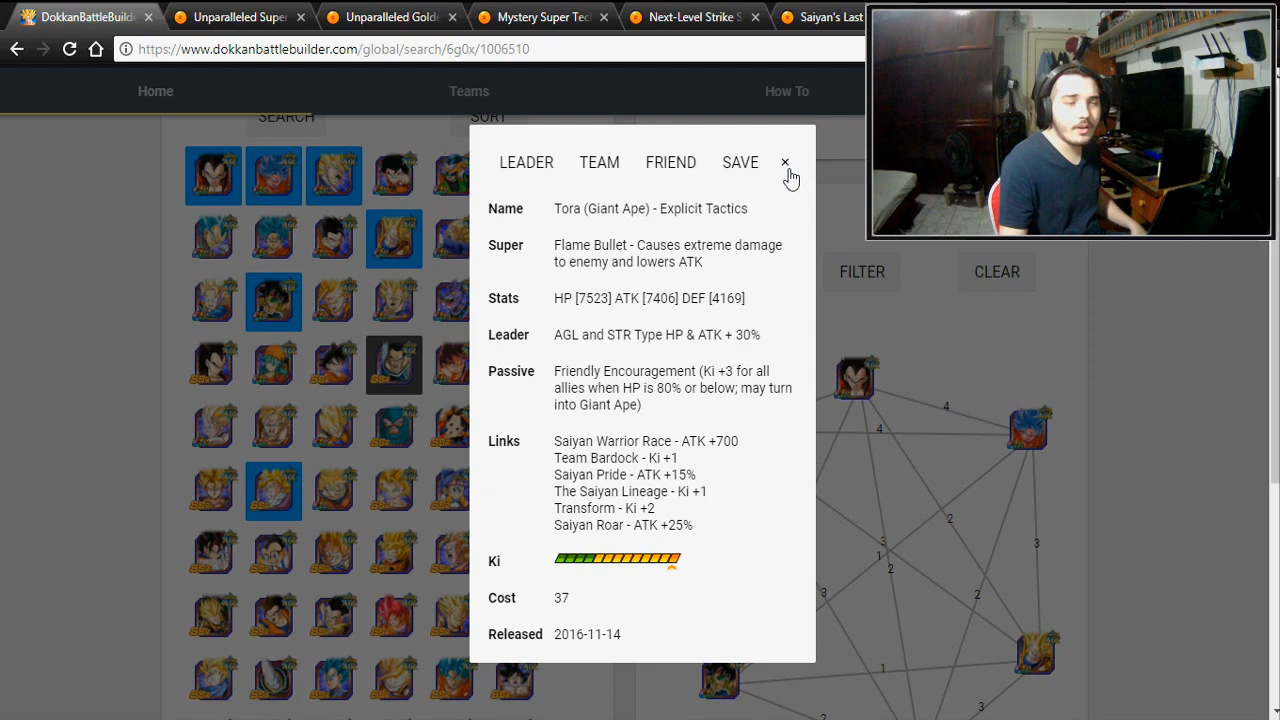 DokkanBattleBuilde
Unparalleled Super
Unparalleled Golde
Mystery Super Tec
Next-Level Strike S
Saiyan's Last
https://www.dokkanbattlebuilder.com/global/search/6g0x/1006510
Home
Teams
How To
SEARCH
SORT
LEADER TEAM FRIEND SAVE ×
Name Tora (Giant Ape) - Explicit Tactics
Super Flame Bullet - Causes extreme damage
to enemy and lowers ATK
Stats HP [7523] ATK [7406] DEF [4169]
Leader AGL and STR Type HP & ATK + 30%
Passive Friendly Encouragement (Ki +3 for all
allies when HP is 80% or below; may turn
into Giant Ape)
Links Saiyan Warrior Race - ATK +700
Team Bardock - Ki +1
Saiyan Pride - ATK +15%
The Saiyan Lineage - Ki +1
Transform - Ki +2
Saiyan Roar - ATK +25%
Ki
Cost 37
Released 2016-11-14
FILTER
CLEAR
4
4
2
3
3
1
2
2
3
1
3
2